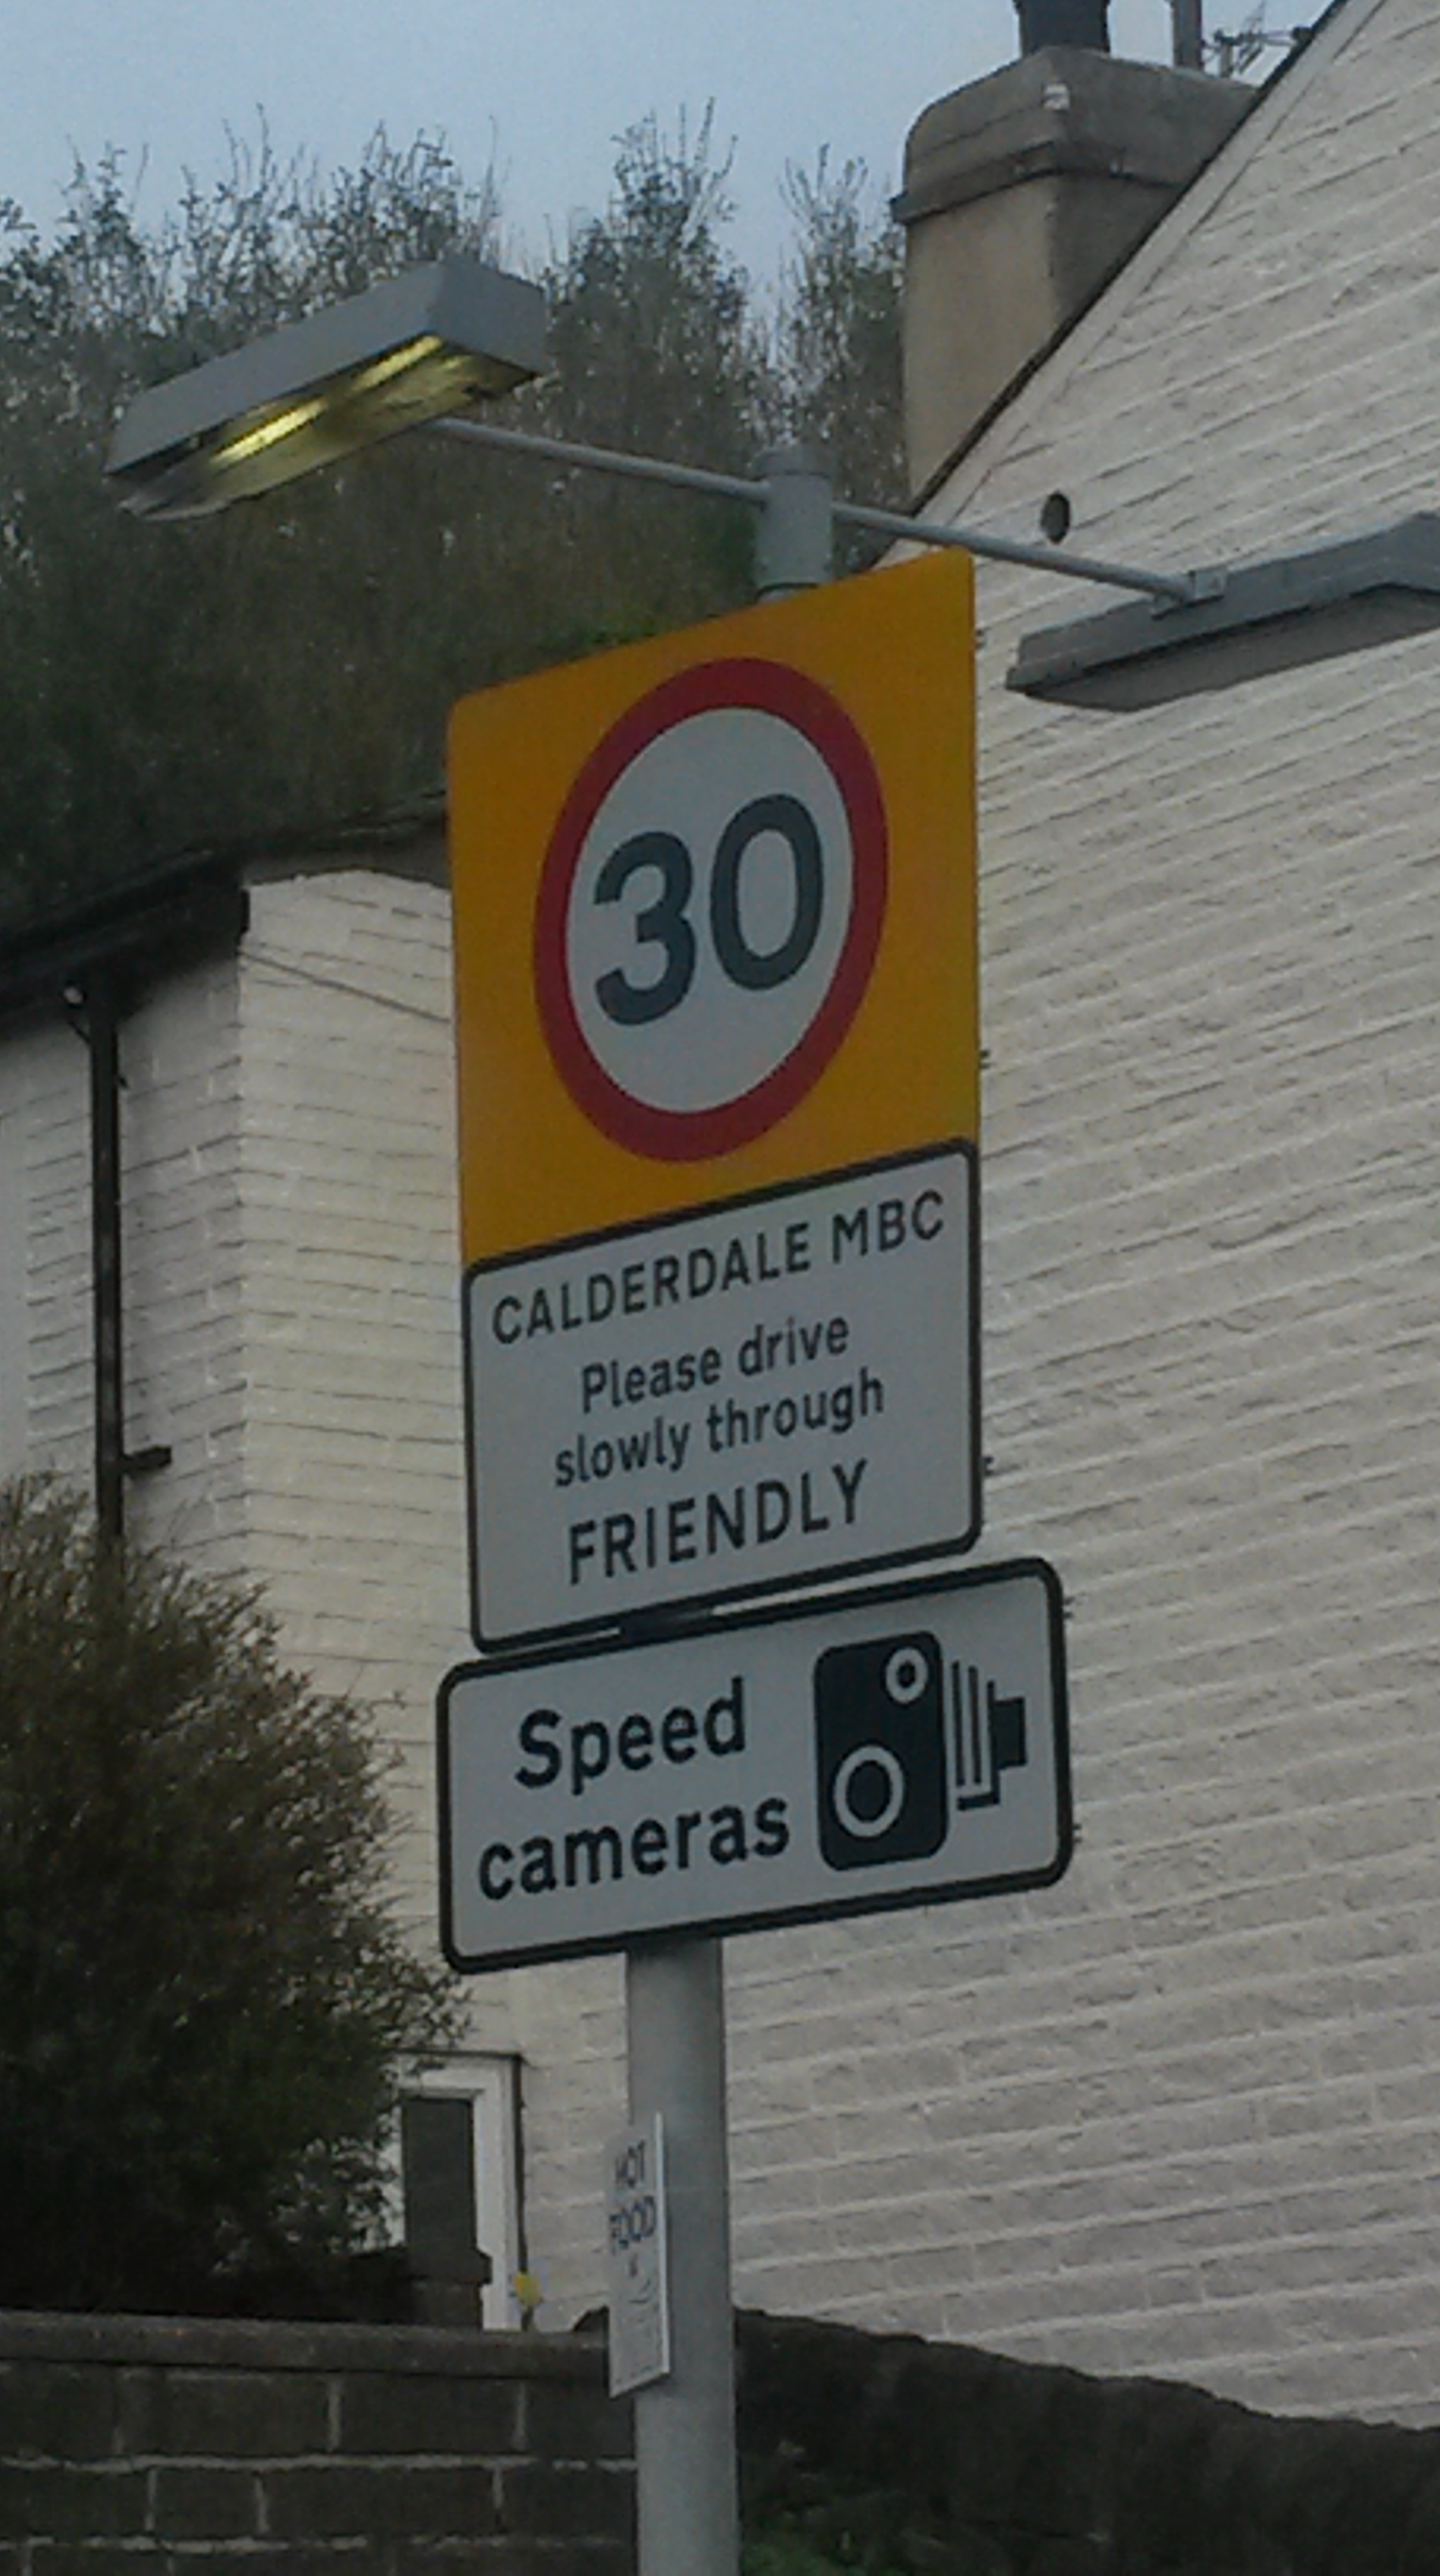 30
CALDERDALE MBC
Please drive
slowly through
FRIENDLY
Speed
cameras
HOT
FOOD